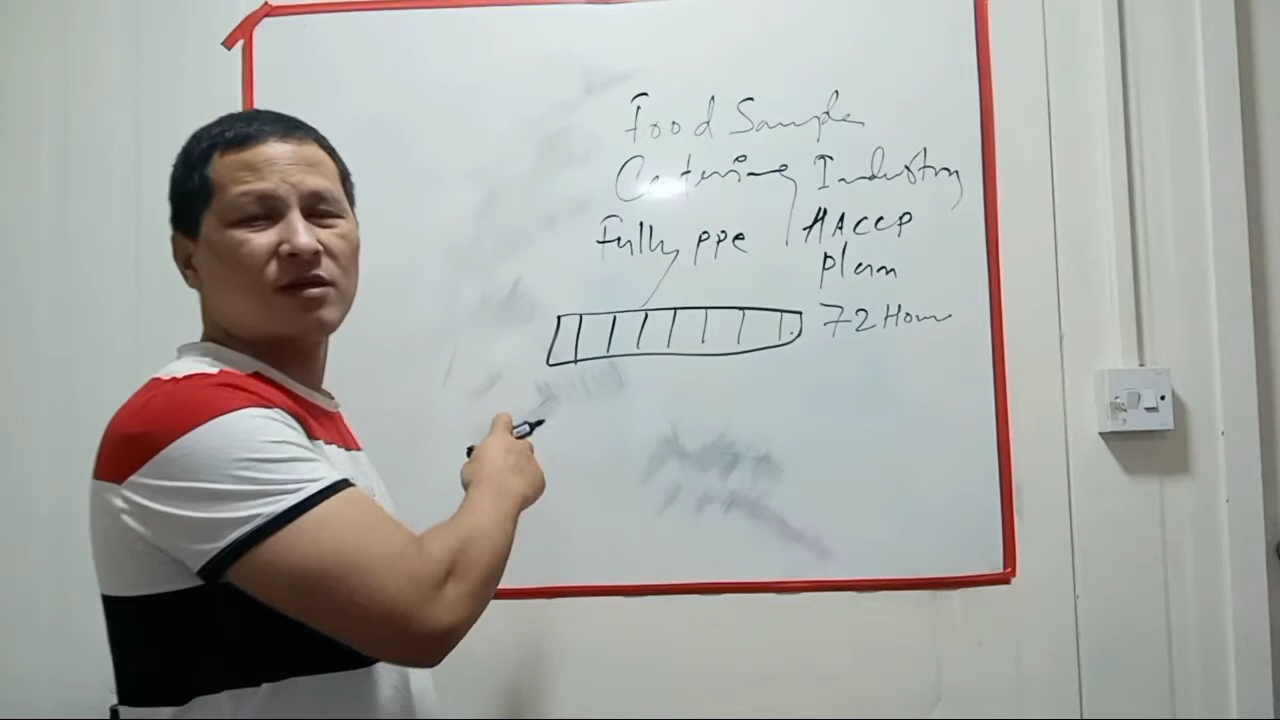 Food Sample
Catering Industry
Fully ppe / HACCP
plan
72 Hour